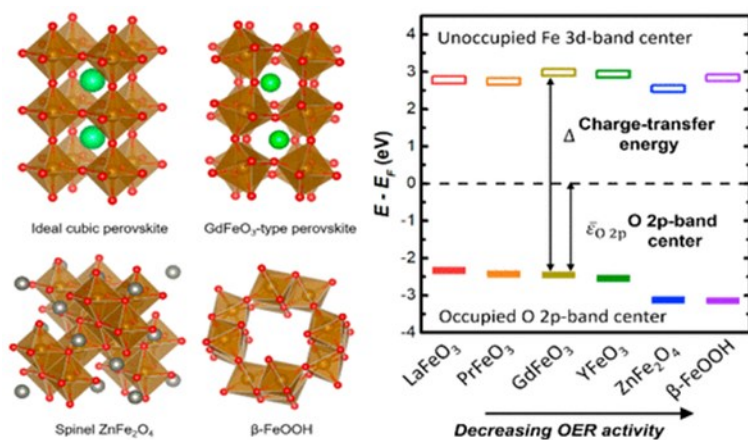 Ideal cubic perovskite
GdFeO₃-type perovskite
Spinel ZnFe₂O₄
β-FeOOH
E - E_F (eV)
4
3
2
1
0
-1
-2
-3
-4
Unoccupied Fe 3d-band center
Δ Charge-transfer
energy
ε̄_O 2p O 2p-band
center
Occupied O 2p-band center
LaFeO₃
PrFeO₃
GdFeO₃
YFeO₃
ZnFe₂O₄
β-FeOOH
Decreasing OER activity